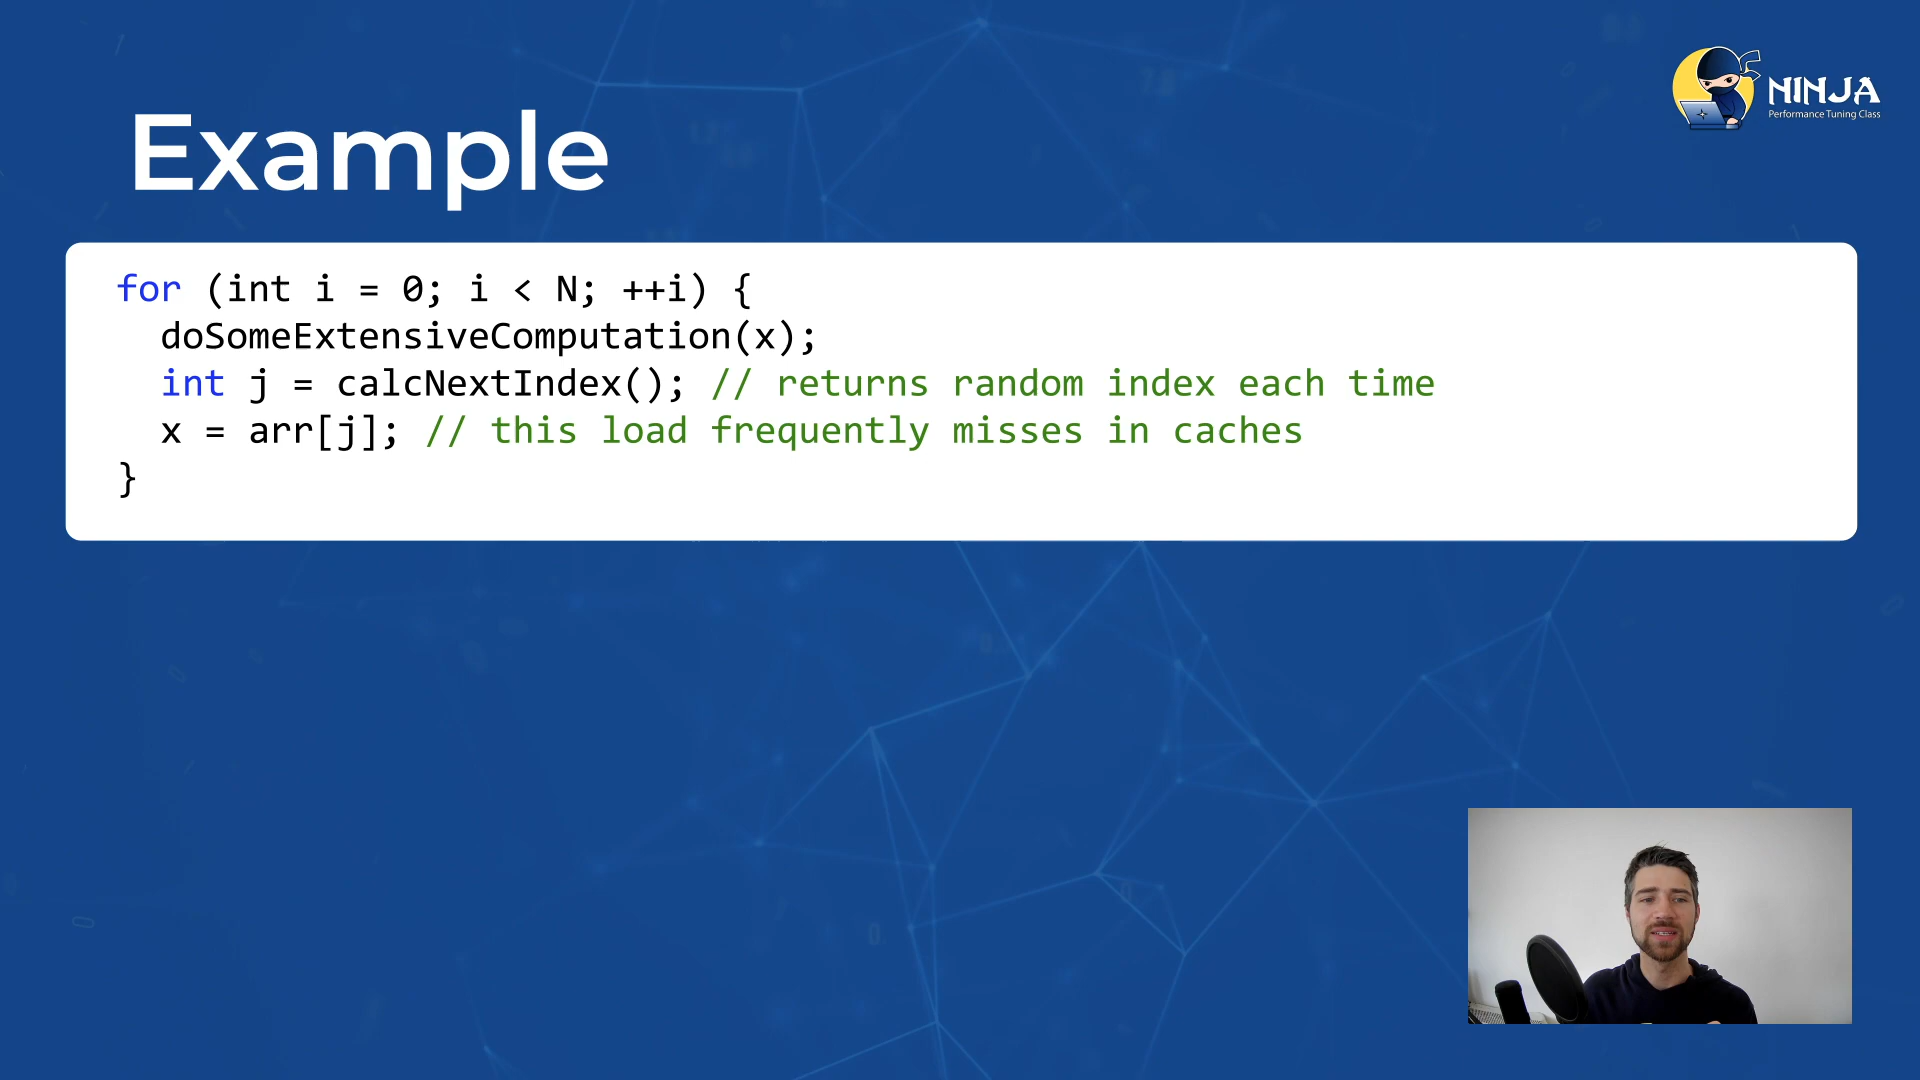 Example
NINJA
Performance Tuning Class
for (int i = 0; i < N; ++i) {
  doSomeExtensiveComputation(x);
  int j = calcNextIndex(); // returns random index each time
  x = arr[j]; // this load frequently misses in caches
}